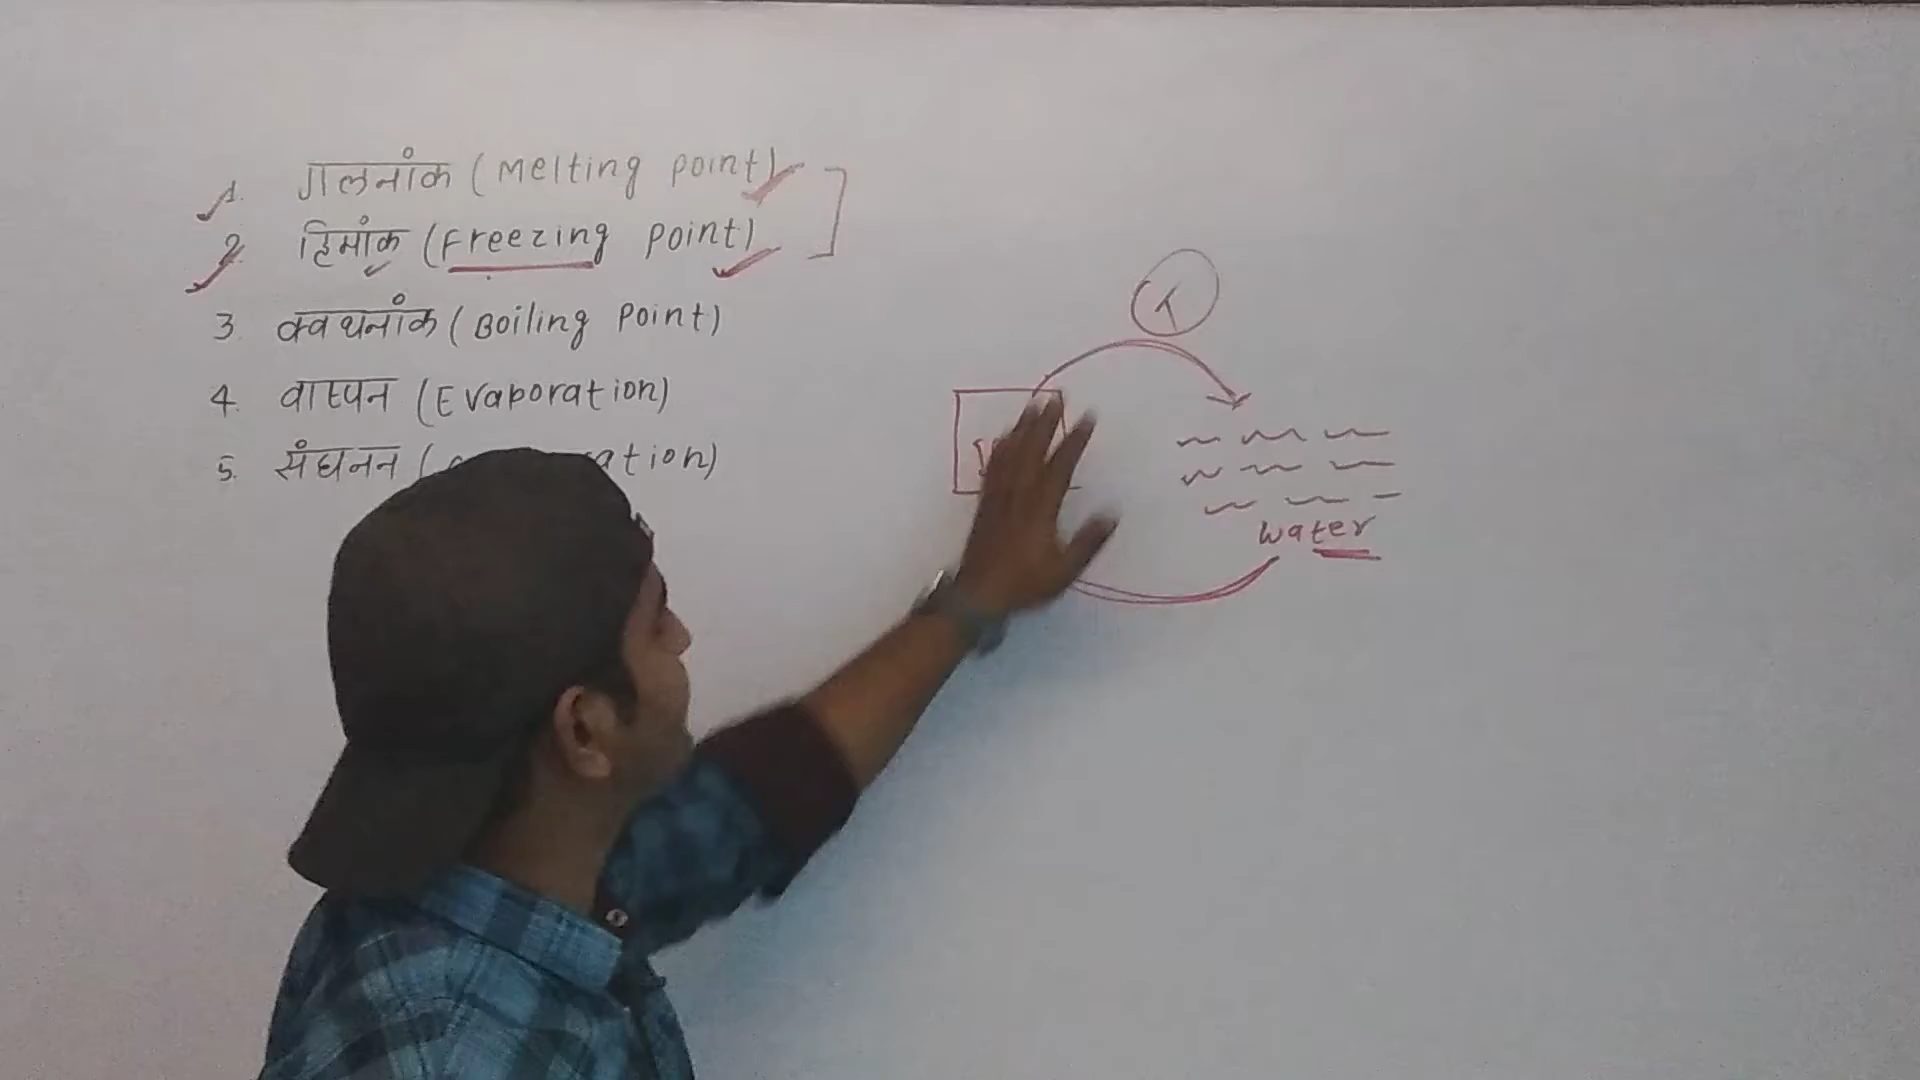 1. गलनांक (Melting point)
2. हिमांक (Freezing point)
3. क्वथनांक (Boiling point)
4. वाष्पन (Evaporation)
5. संघनन
T
water